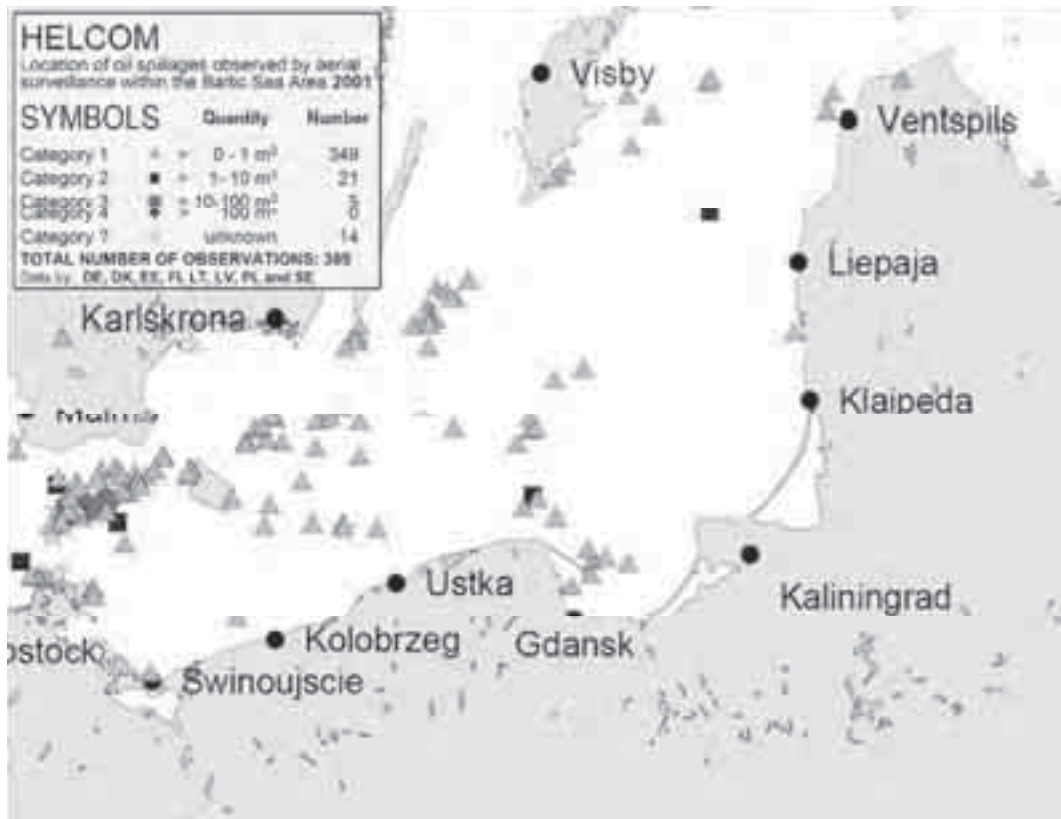 HELCOM
Location of oil spillages observed by aerial
surveillance within the Baltic Sea Area 2001
SYMBOLS Quantity Number
Category 1 0 - 1 m³ 349
Category 2 = 1-10 m³ 21
Category 3 = 10-100 m³ 5
Category 4 > 100 m³ 0
Category ? unknown 14
TOTAL NUMBER OF OBSERVATIONS: 389
Data by: DE, DK, ES, FI, LT, LV, PL and SE
Visby
Ventspils
Liepaja
Karlskrona
Klaipeda
Ustka
Kaliningrad
Kolobrzeg
Gdansk
ostock
Swinoujscie